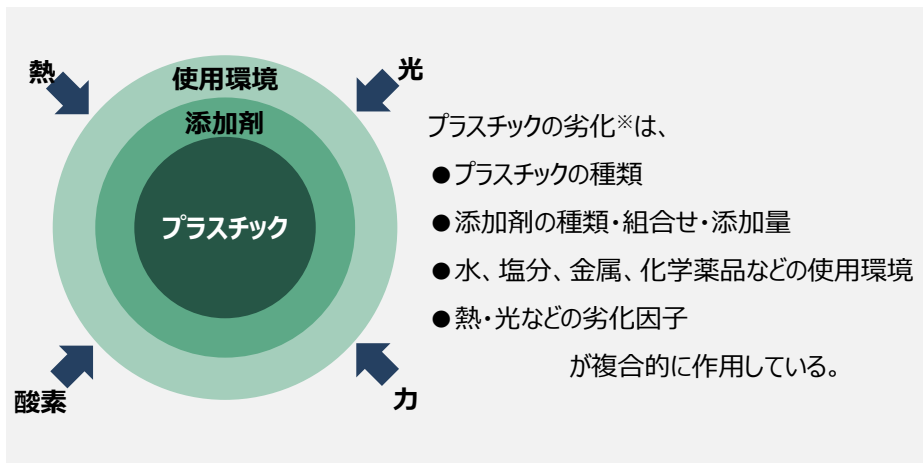 熱
光
使用環境
添加剤
プラスチック
酸素
力
プラスチックの劣化※は、
●プラスチックの種類
●添加剤の種類・組合せ・添加量
●水、塩分、金属、化学薬品などの使用環境
●熱・光などの劣化因子
が複合的に作用している。